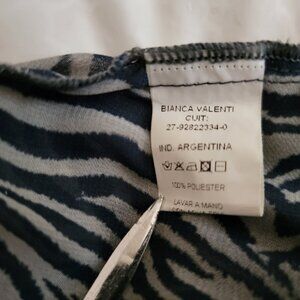 BIANCA VALENTI
CUIT:
27-92822334-0
IND. ARGENTINA
100% POLIESTER
LAVAR A MANO